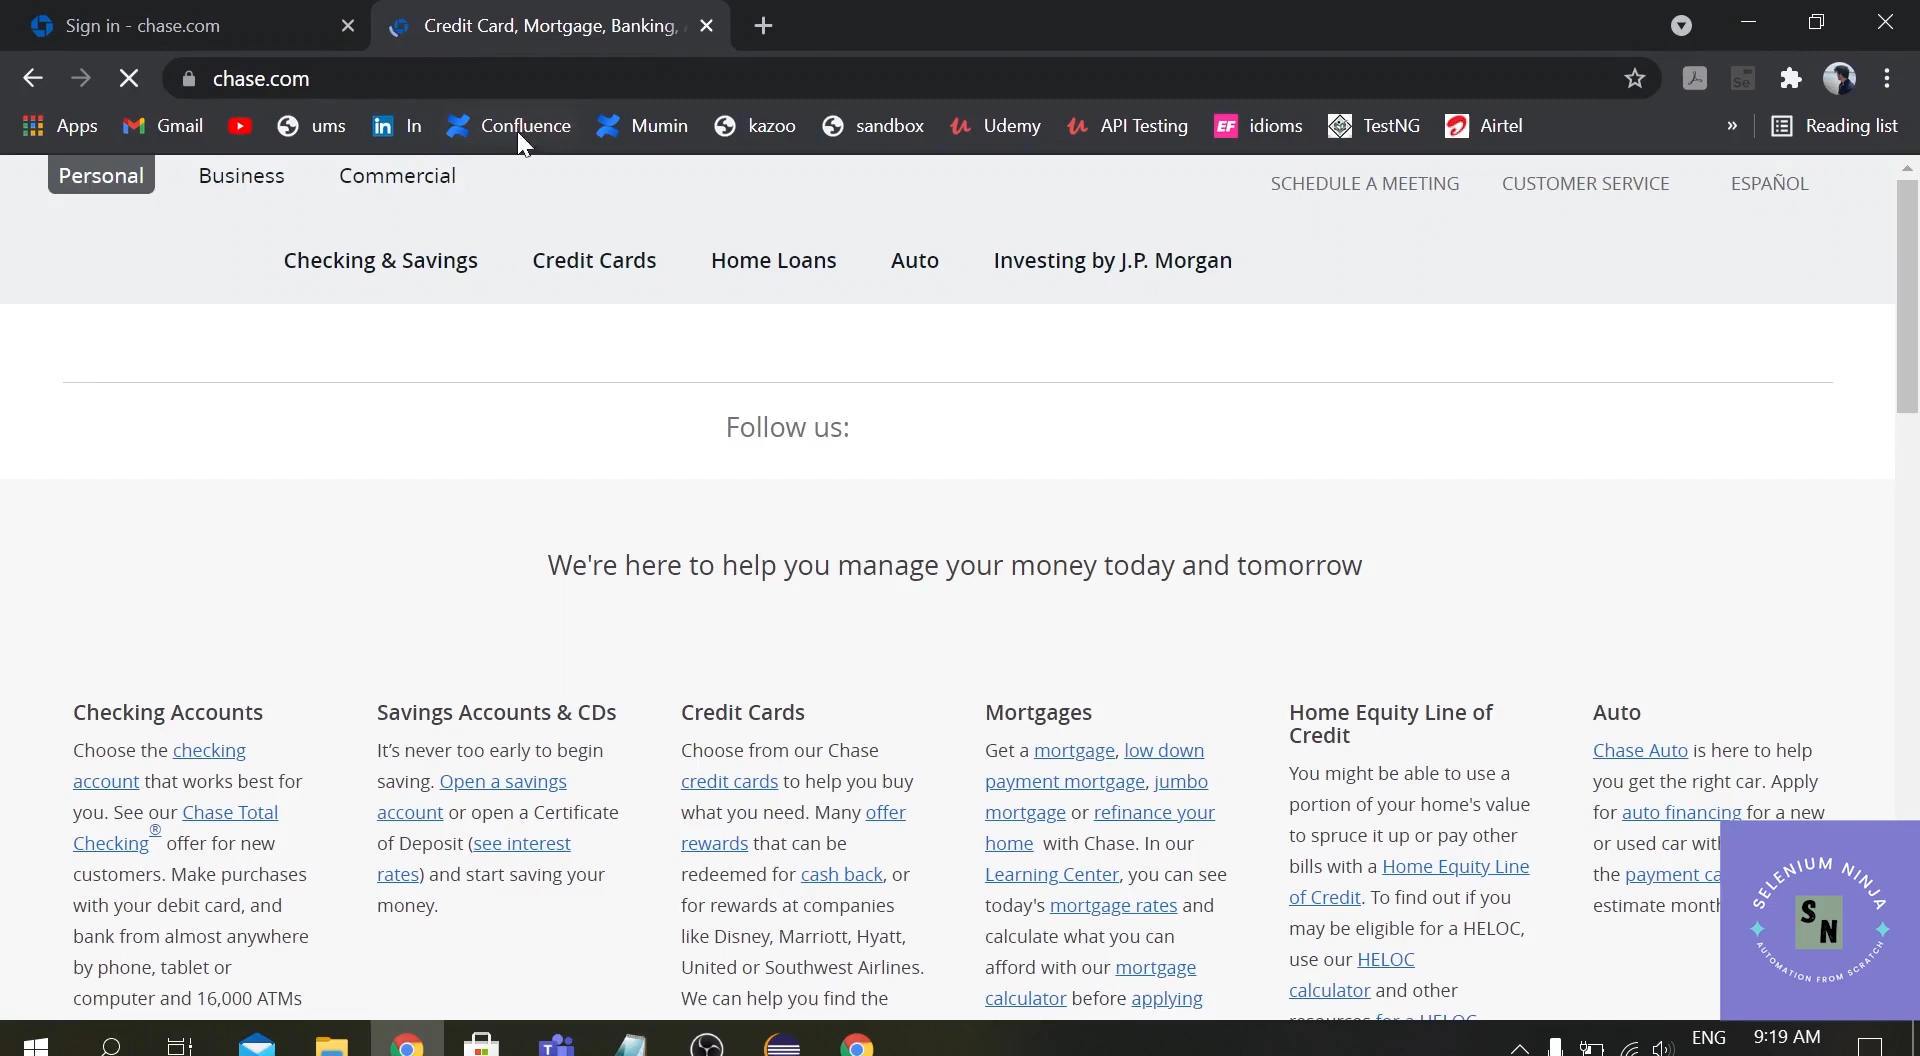 Sign in - chase.com
Credit Card, Mortgage, Banking,
chase.com
Apps Gmail ums In Confluence Mumin kazoo sandbox Udemy API Testing EF idioms TestNG Airtel » Reading list
Personal Business Commercial
SCHEDULE A MEETING CUSTOMER SERVICE ESPAÑOL
Checking & Savings Credit Cards Home Loans Auto Investing by J.P. Morgan
Follow us:
We're here to help you manage your money today and tomorrow
Checking Accounts
Choose the checking
account that works best for
you. See our Chase Total
Checking® offer for new
customers. Make purchases
with your debit card, and
bank from almost anywhere
by phone, tablet or
computer and 16,000 ATMs
Savings Accounts & CDs
It's never too early to begin
saving. Open a savings
account or open a Certificate
of Deposit (see interest
rates) and start saving your
money.
Credit Cards
Choose from our Chase
credit cards to help you buy
what you need. Many offer
rewards that can be
redeemed for cash back, or
for rewards at companies
like Disney, Marriott, Hyatt,
United or Southwest Airlines.
We can help you find the
Mortgages
Get a mortgage, low down
payment mortgage, jumbo
mortgage or refinance your
home with Chase. In our
Learning Center, you can see
today's mortgage rates and
calculate what you can
afford with our mortgage
calculator before applying
Home Equity Line of
Credit
You might be able to use a
portion of your home's value
to spruce it up or pay other
bills with a Home Equity Line
of Credit. To find out if you
may be eligible for a HELOC,
use our HELOC
calculator and other
resources for a HELOC
Auto
Chase Auto is here to help
you get the right car. Apply
for auto financing for a new
or used car with
the payment ca
estimate month
SELENIUM NINJA
SN
AUTOMATION FROM SCRATCH
ENG 9:19 AM